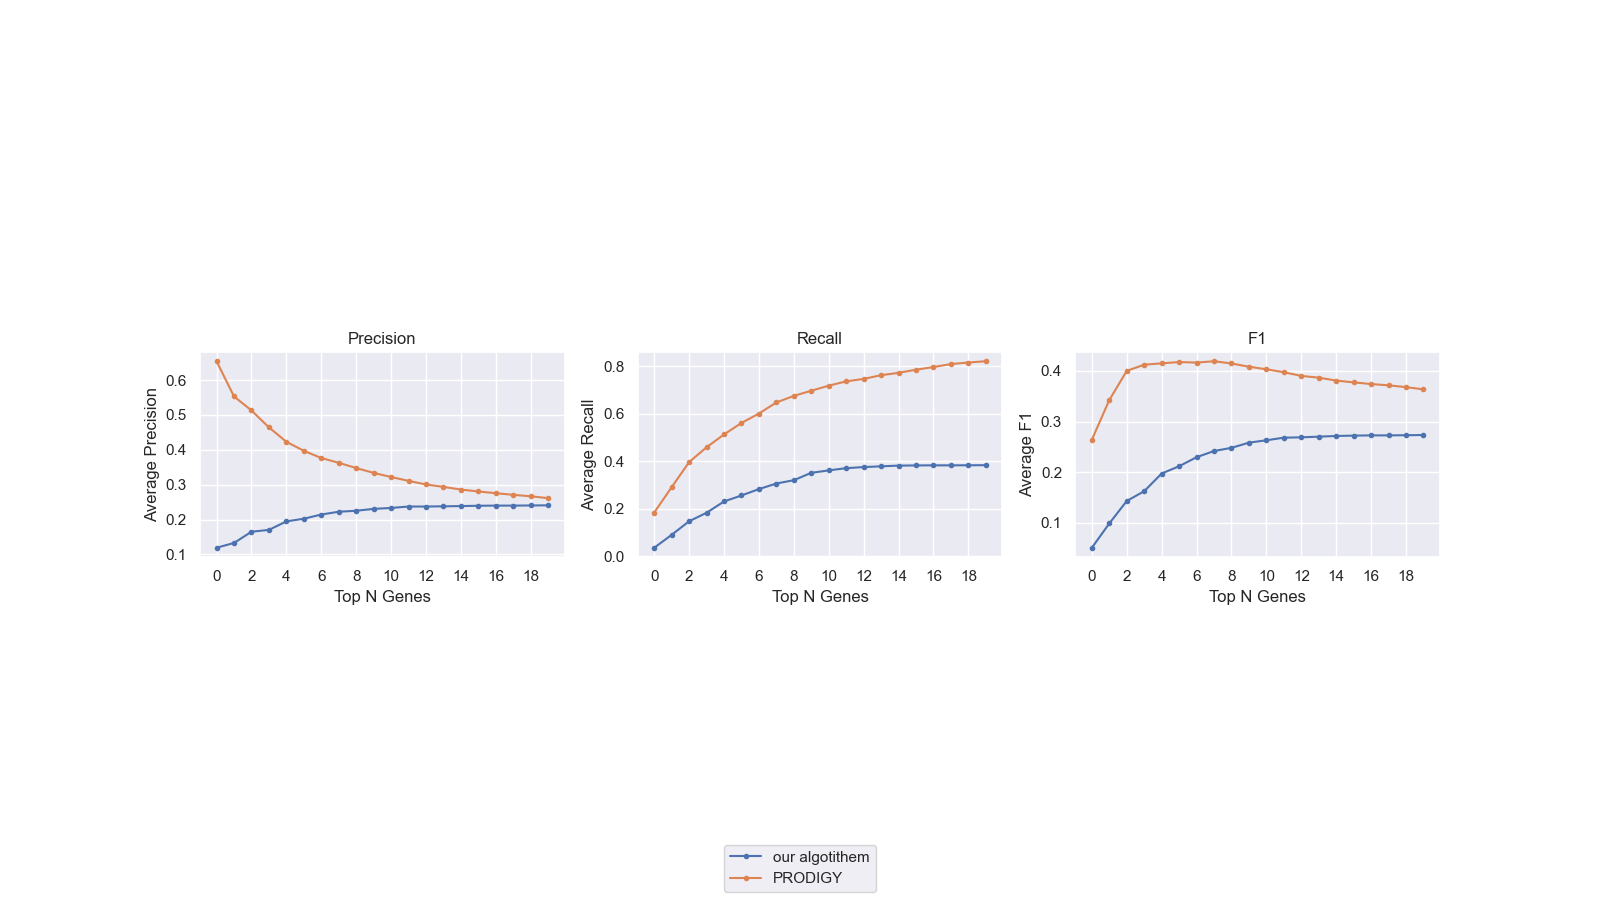 Precision
Recall
F1
Average Precision
0.6
0.5
0.4
0.3
0.2
0.1
0 2 4 6 8 10 12 14 16 18
Top N Genes
Average Recall
0.8
0.6
0.4
0.2
0.0
0 2 4 6 8 10 12 14 16 18
Top N Genes
Average F1
0.4
0.3
0.2
0.1
0 2 4 6 8 10 12 14 16 18
Top N Genes
our algotithem
PRODIGY